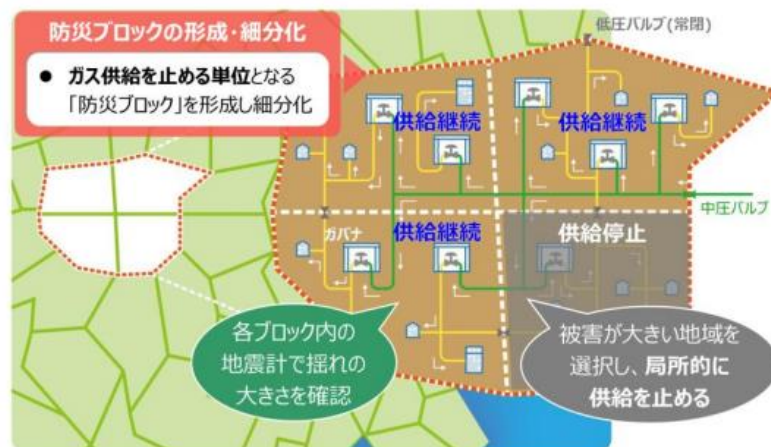 防災ブロックの形成・細分化
● ガス供給を止める単位となる
「防災ブロック」を形成し細分化
低圧バルブ(常閉)
供給継続
供給継続
中圧バルブ
ガバナ
供給継続
供給停止
各ブロック内の
地震計で揺れの
大きさを確認
被害が大きい地域を
選択し、局所的に
供給を止める